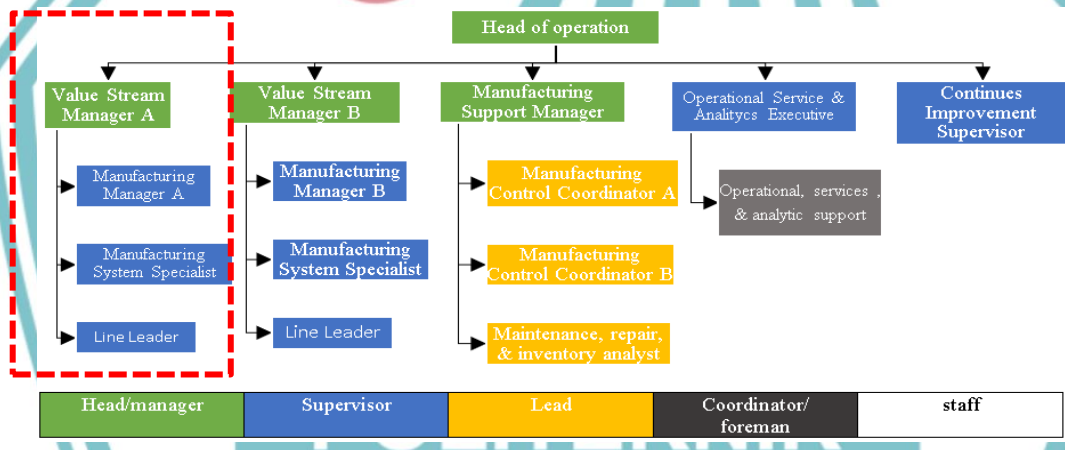 Head of operation
Value Stream
Manager A
Manufacturing
Manager A
Manufacturing
System Specialist
Line Leader
Value Stream
Manager B
Manufacturing
Manager B
Manufacturing
System Specialist
Line Leader
Manufacturing
Support Manager
Manufacturing
Control Coordinator A
Manufacturing
Control Coordinator B
Maintenance, repair,
& inventory analyst
Operational Service &
Analitycs Executive
Operational, services ,
& analytic support
Continues
Improvement
Supervisor
Head/manager
Supervisor
Lead
Coordinator/
foreman
staff